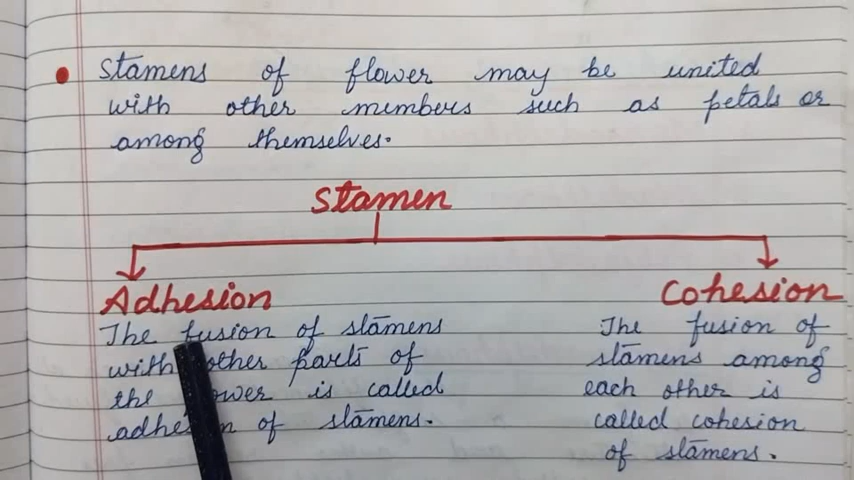 Stamens of flower may be united
with other members such as petals or
among themselves.
Stamen
Adhesion
The fusion of stamens
with other parts of
the flower is called
adhesion of stamens.
Cohesion
The fusion of
stamens among
each other is
called cohesion
of stamens.